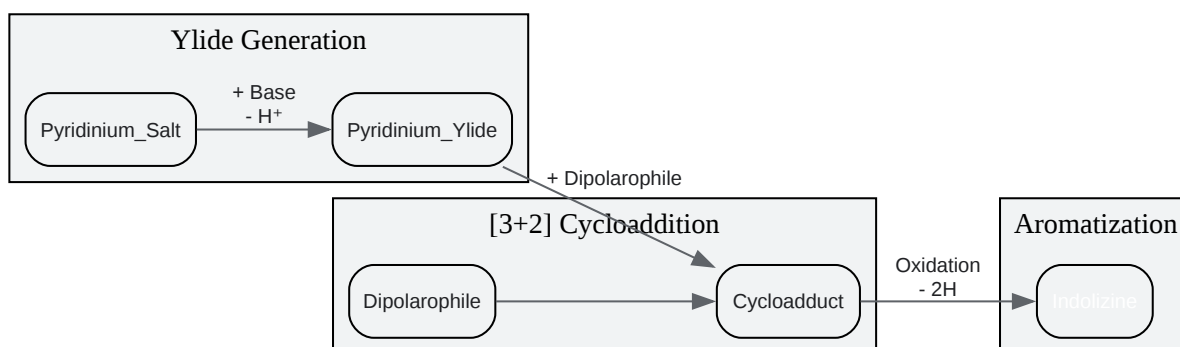 Ylide Generation
Pyridinium_Salt
+ Base
- H⁺
Pyridinium_Ylide
+ Dipolarophile
[3+2] Cycloaddition
Dipolarophile
Cycloadduct
Oxidation
- 2H
Aromatization
Indolizine